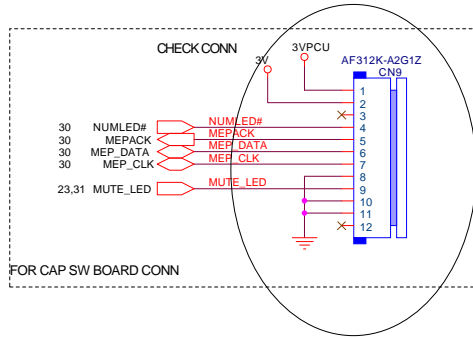 CHECK CONN
3VPCU
3V
AF312K-A2G1Z
CN9
1
2
3
30 NUMLED# NUMLED# 4
30 MEPACK MEPACK 5
30 MEP_DATA MEP_DATA 6
30 MEP_CLK MEP_CLK 7
8
23,31 MUTE_LED MUTE_LED 9
10
11
12
FOR CAP SW BOARD CONN